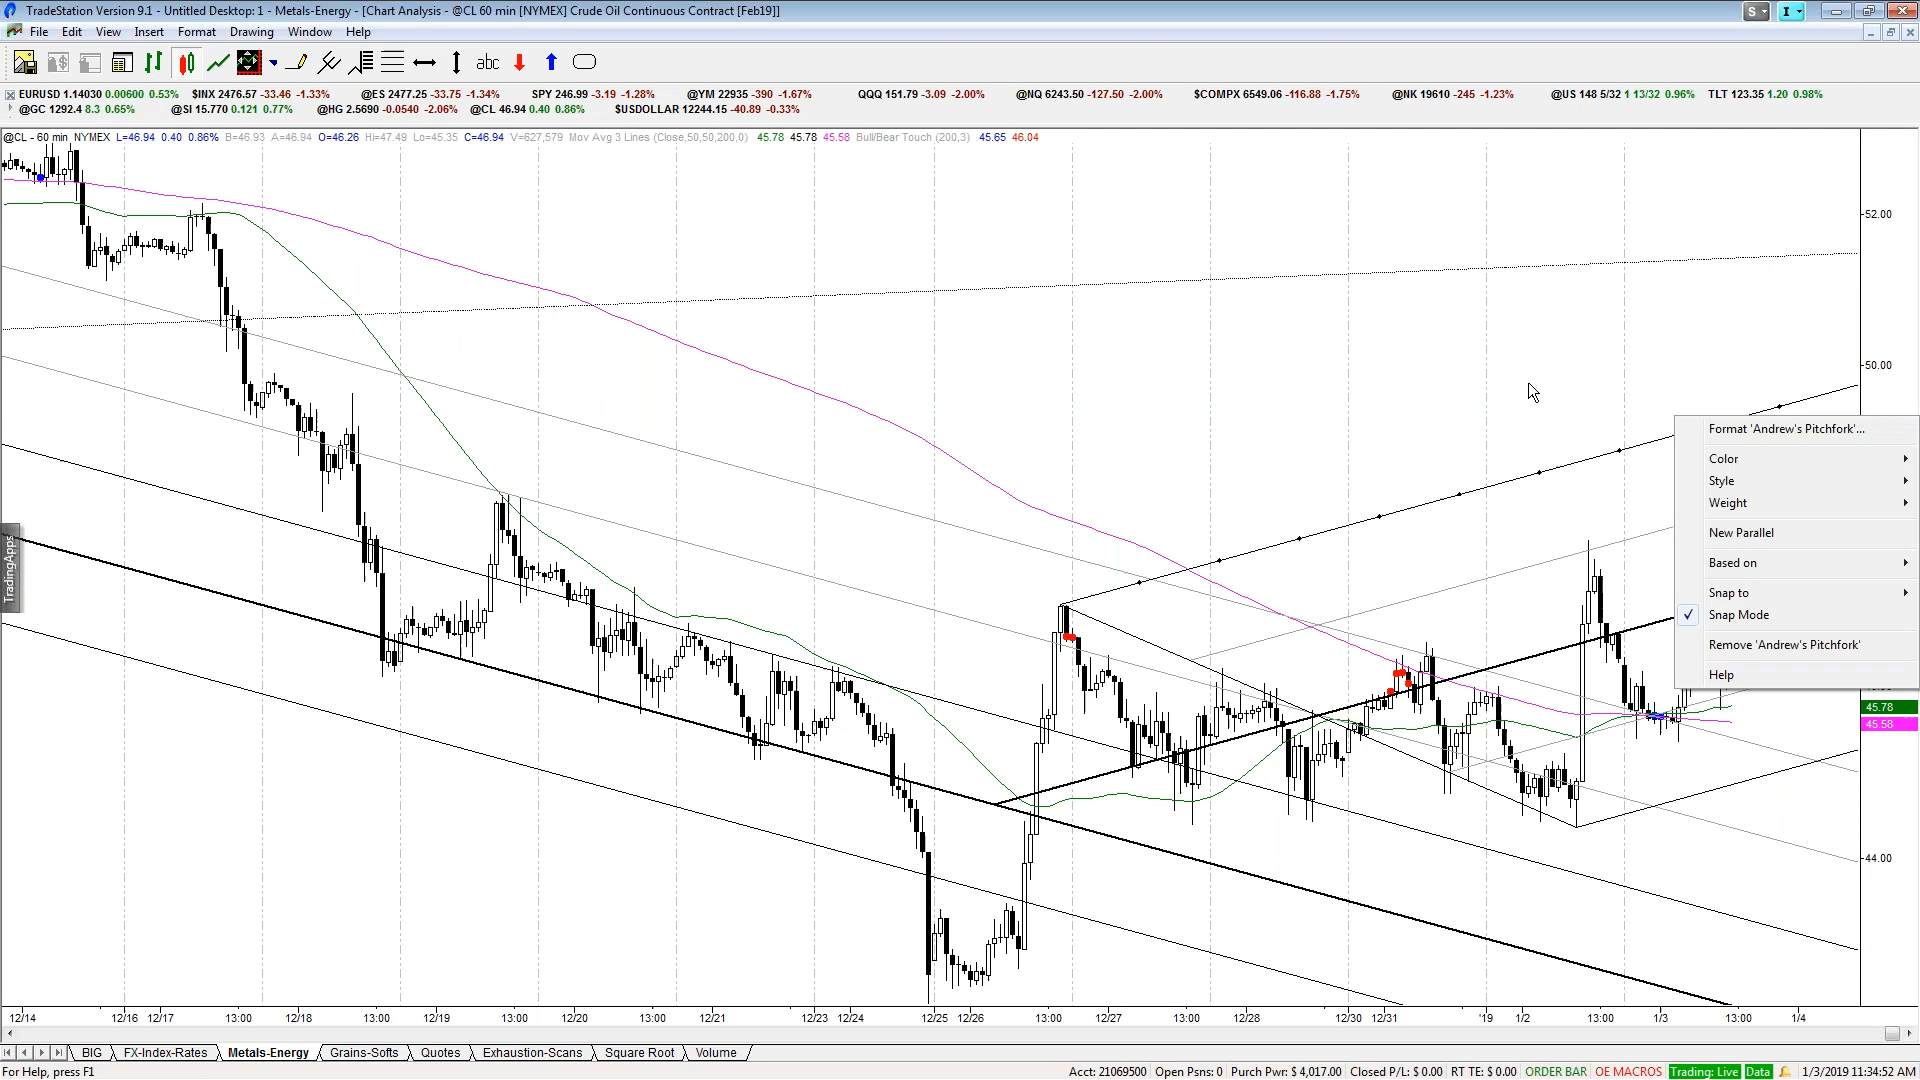 TradeStation Version 9.1 - Untitled Desktop: 1 - Metals-Energy - [Chart Analysis - @CL 60 min [NYMEX] Crude Oil Continuous Contract [Feb19]]
S
I
File Edit View Insert Format Drawing Window Help
abc
EURUSD 1.14030 0.00600 0.53% $INX 2476.57 -33.46 -1.33% @ES 2477.25 -33.75 -1.34% SPY 246.99 -3.19 -1.28% @YM 22935 -390 -1.67% QQQ 151.79 -3.09 -2.00% @NQ 6243.50 -127.50 -2.00% $COMPX 6549.06 -116.88 -1.75% @NK 19610 -245 -1.23% @US 148 5/32 1 13/32 0.96% TLT 123.35 1.20 0.98%
@GC 1292.4 8.3 0.65% @SI 15.770 0.121 0.77% @HG 2.5690 -0.0540 -2.06% @CL 46.94 0.40 0.86% $USDOLLAR 12244.15 -40.89 -0.33%
@CL - 60 min NYMEX L=46.94 0.40 0.86% B=46.93 A=46.94 O=46.26 Hi=47.49 Lo=45.35 C=46.94 V=627,579 Mov Avg 3 Lines (Close,50,50,200,0) 45.78 45.78 45.58 Bull/Bear Touch (200,3) 45.65 46.04
52.00
50.00
Format 'Andrew's Pitchfork'...
Color
Style
Weight
New Parallel
Based on
Snap to
Snap Mode
Remove 'Andrew's Pitchfork'
Help
TradingApps
45.78
45.58
44.00
12/14 12/16 12/17 13:00 12/18 13:00 12/19 13:00 12/20 13:00 12/21 12/23 12/24 12/25 12/26 13:00 12/27 13:00 12/28 12/30 12/31 '19 1/2 13:00 1/3 13:00 1/4
BIG FX-Index-Rates Metals-Energy Grains-Softs Quotes Exhaustion-Scans Square Root Volume
For Help, press F1 Acct: 21069500 Open Psns: 0 Purch Pwr: $ 4,017.00 Closed P/L: $ 0.00 RT TE: $ 0.00 ORDER BAR OE MACROS Trading: Live Data 1/3/2019 11:34:52 AM